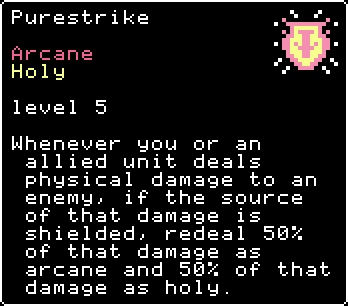 Purestrike
Arcane
Holy
level 5
Whenever you or an
allied unit deals
physical damage to an
enemy, if the source
of that damage is
shielded, redeal 50%
of that damage as
arcane and 50% of that
damage as holy.